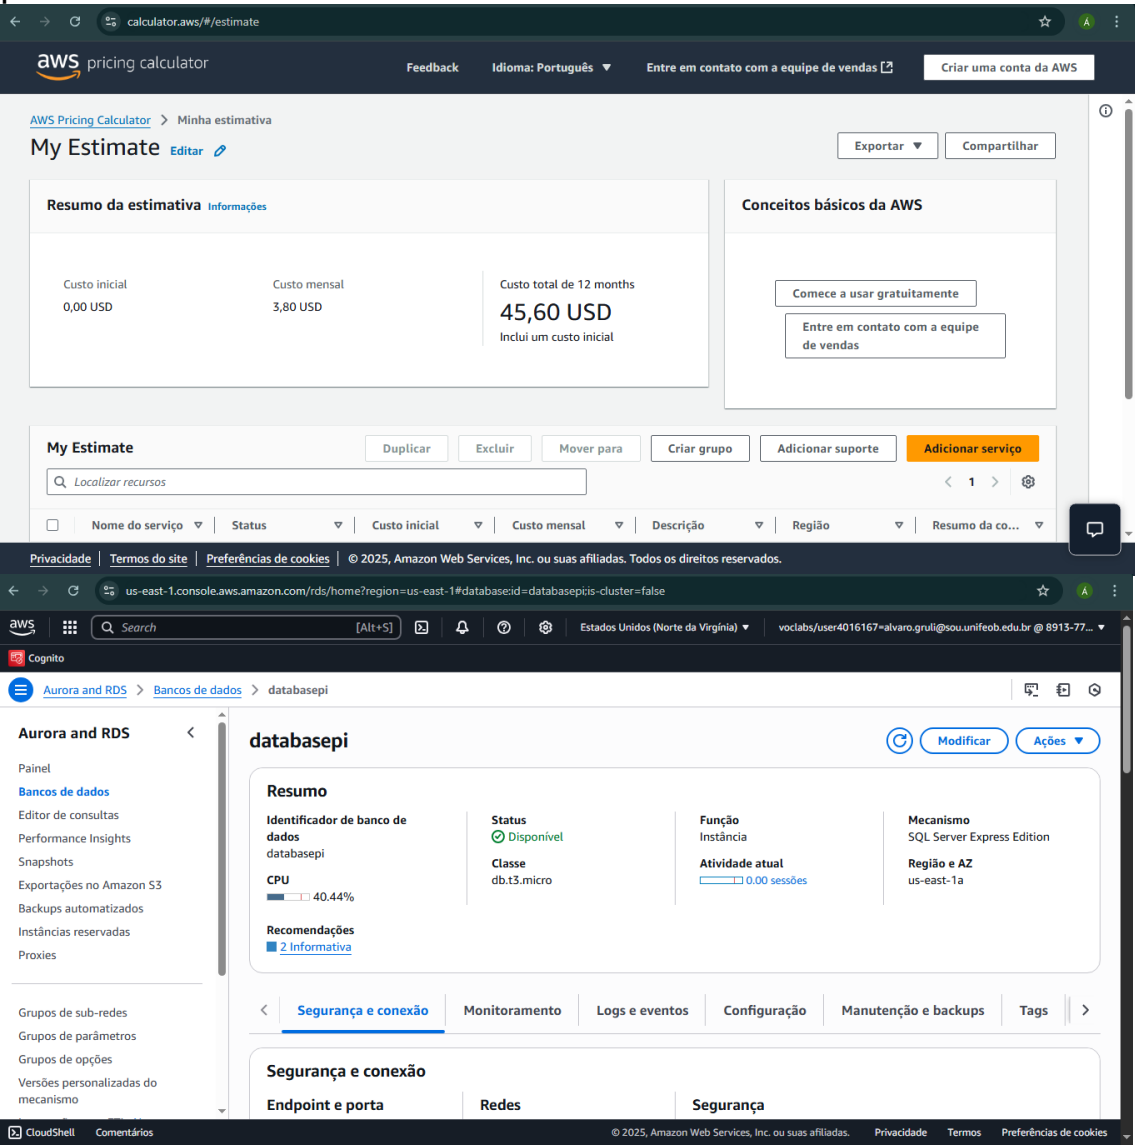 calculator.aws/#/estimate
Á
aws pricing calculator
Feedback
Idioma: Português
Entre em contato com a equipe de vendas
Criar uma conta da AWS
AWS Pricing Calculator > Minha estimativa
My Estimate Editar
Exportar
Compartilhar
Resumo da estimativa Informações
Conceitos básicos da AWS
Custo inicial
0,00 USD
Custo mensal
3,80 USD
Custo total de 12 months
45,60 USD
Inclui um custo inicial
Comece a usar gratuitamente
Entre em contato com a equipe
de vendas
My Estimate
Duplicar
Excluir
Mover para
Criar grupo
Adicionar suporte
Adicionar serviço
Localizar recursos
1
Nome do serviço
Status
Custo inicial
Custo mensal
Descrição
Região
Resumo da co...
Privacidade | Termos do site | Preferências de cookies | © 2025, Amazon Web Services, Inc. ou suas afiliadas. Todos os direitos reservados.
us-east-1.console.aws.amazon.com/rds/home?region=us-east-1#database:id=databasepi;is-cluster=false
Á
aws
Search
[Alt+S]
Estados Unidos (Norte da Virgínia)
voclabs/user4016167=alvaro.gruli@sou.unifeob.edu.br @ 8913-77...
Cognito
Aurora and RDS > Bancos de dados > databasepi
Aurora and RDS
Painel
Bancos de dados
Editor de consultas
Performance Insights
Snapshots
Exportações no Amazon S3
Backups automatizados
Instâncias reservadas
Proxies
Grupos de sub-redes
Grupos de parâmetros
Grupos de opções
Versões personalizadas do
mecanismo
databasepi
Modificar
Ações
Resumo
Identificador de banco de
dados
databasepi
CPU
40.44%
Recomendações
2 Informativa
Status
Disponível
Classe
db.t3.micro
Função
Instância
Atividade atual
0.00 sessões
Mecanismo
SQL Server Express Edition
Região e AZ
us-east-1a
Segurança e conexão
Monitoramento
Logs e eventos
Configuração
Manutenção e backups
Tags
Segurança e conexão
Endpoint e porta
Redes
Segurança
CloudShell
Comentários
© 2025, Amazon Web Services, Inc. ou suas afiliadas.
Privacidade
Termos
Preferências de cookies